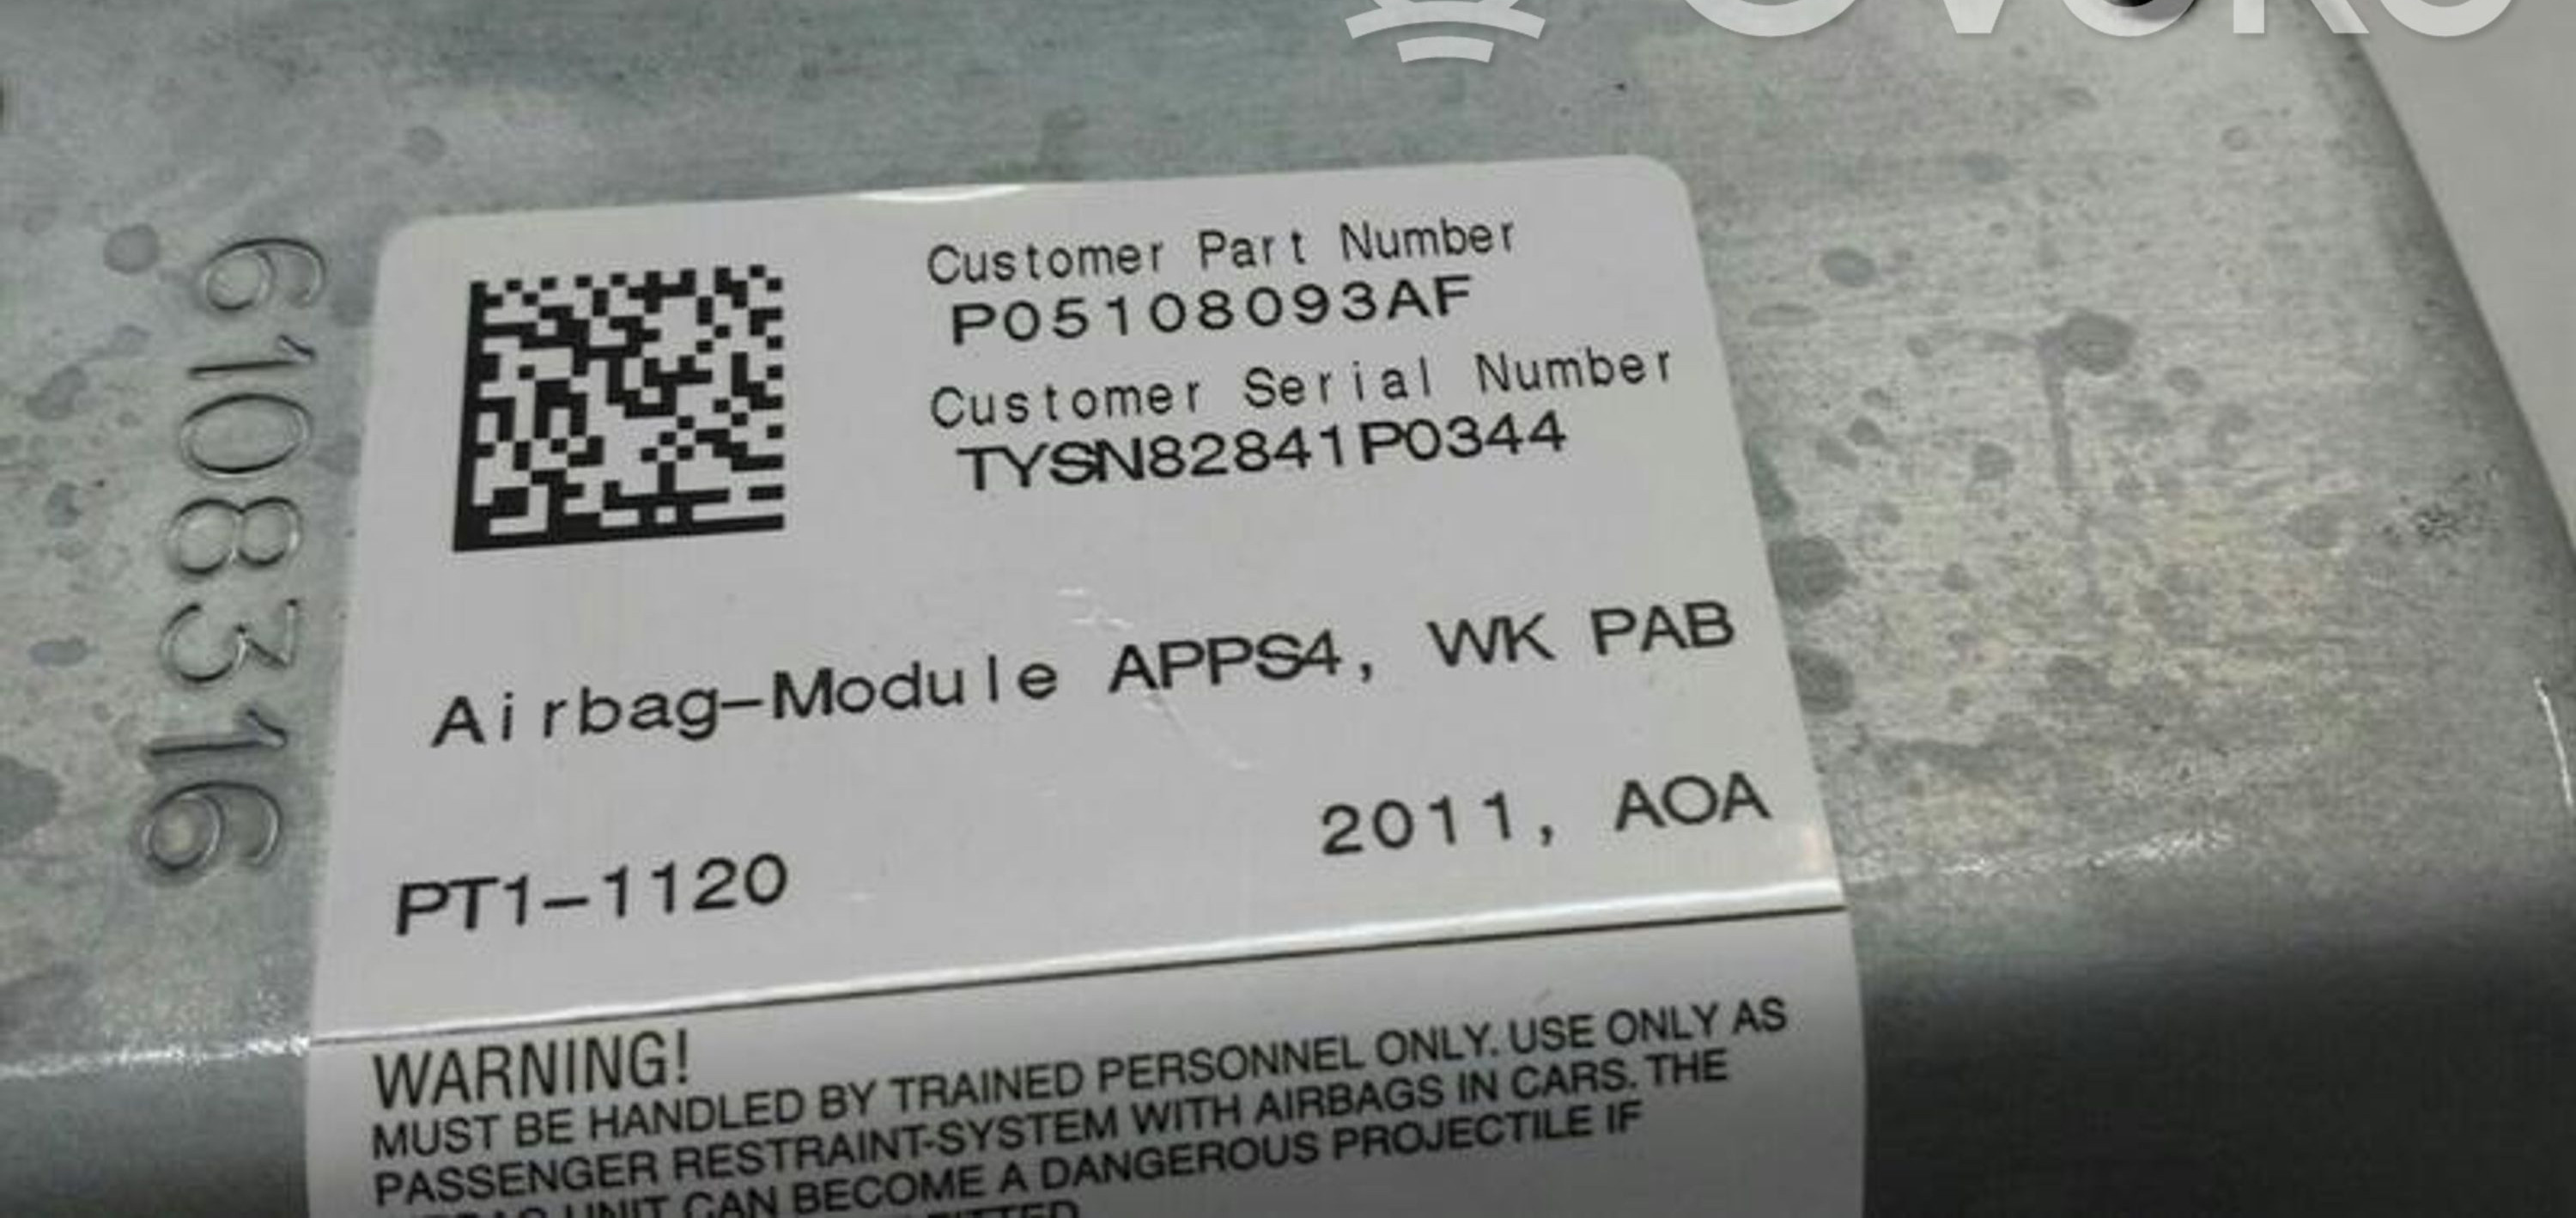 Customer Part Number
P05108093AF
Customer Serial Number
TYSN82841P0344
Airbag-Module APPS4, WK PAB
2011, AOA
PT1-1120
WARNING!
MUST BE HANDLED BY TRAINED PERSONNEL ONLY. USE ONLY AS
PASSENGER RESTRAINT-SYSTEM WITH AIRBAGS IN CARS. THE
UNIT CAN BECOME A DANGEROUS PROJECTILE IF
6108316